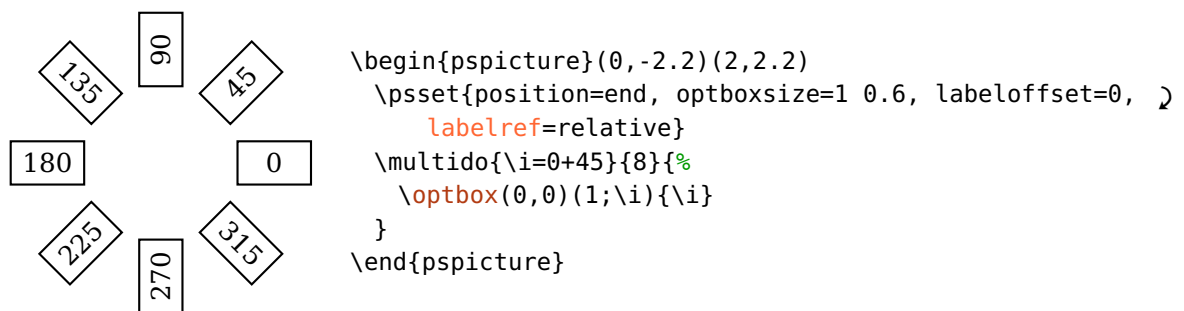 90
135
45
180
0
225
315
270
\begin{pspicture}(0,-2.2)(2,2.2)
\psset{position=end, optboxsize=1 0.6, labeloffset=0,
labelref=relative}
\multido{\i=0+45}{8}{%
\optbox(0,0)(1;\i){\i}
}
\end{pspicture}